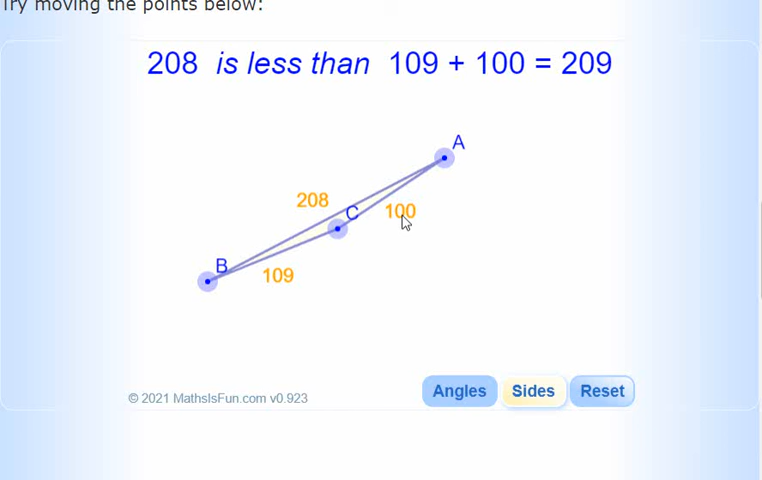 Try moving the points below:
208 is less than 109 + 100 = 209
A
208
C
100
B
109
© 2021 MathsIsFun.com v0.923
Angles Sides Reset